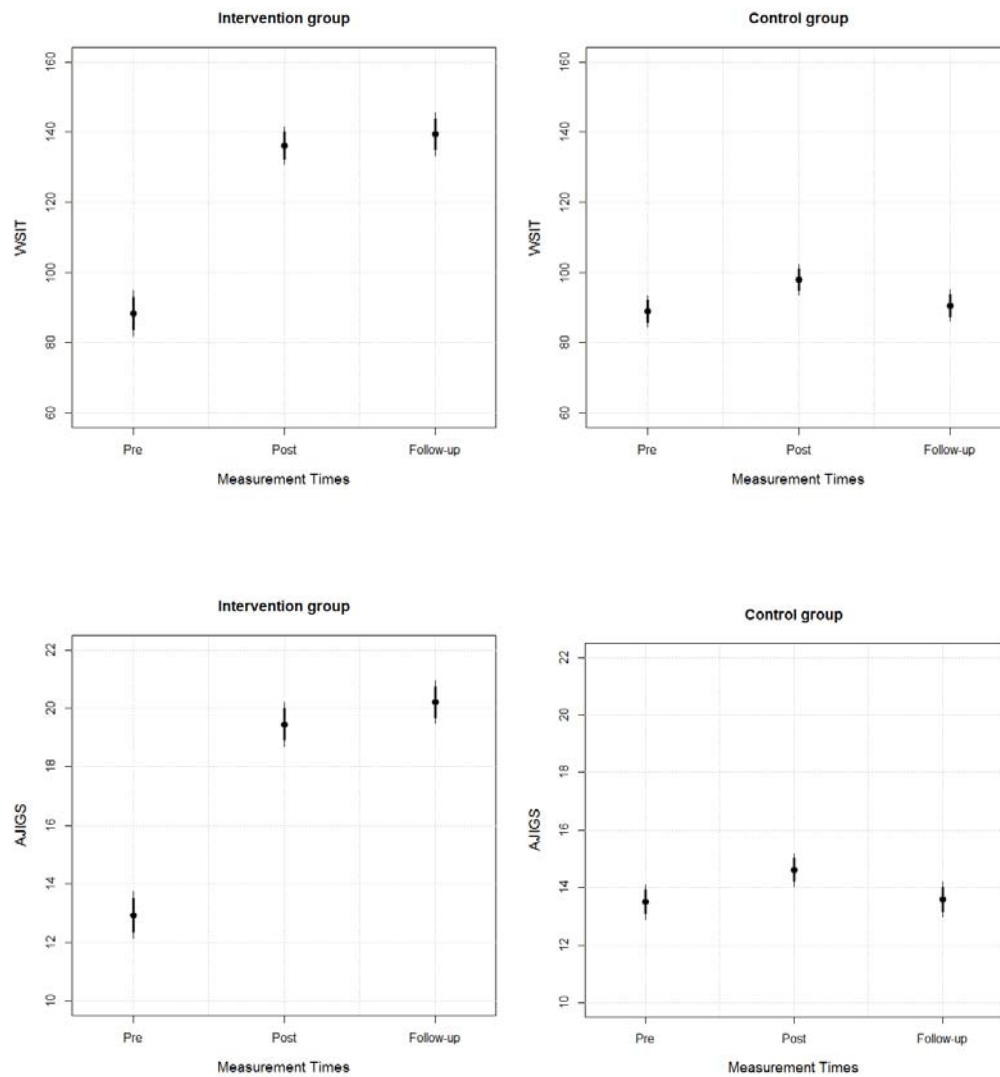 Intervention group
Control group
WSIT
160
140
120
100
80
60
Pre
Post
Follow-up
Measurement Times
WSIT
160
140
120
100
80
60
Pre
Post
Follow-up
Measurement Times
Intervention group
Control group
AJIGS
22
20
18
16
14
12
10
Pre
Post
Follow-up
Measurement Times
AJIGS
22
20
18
16
14
12
10
Pre
Post
Follow-up
Measurement Times